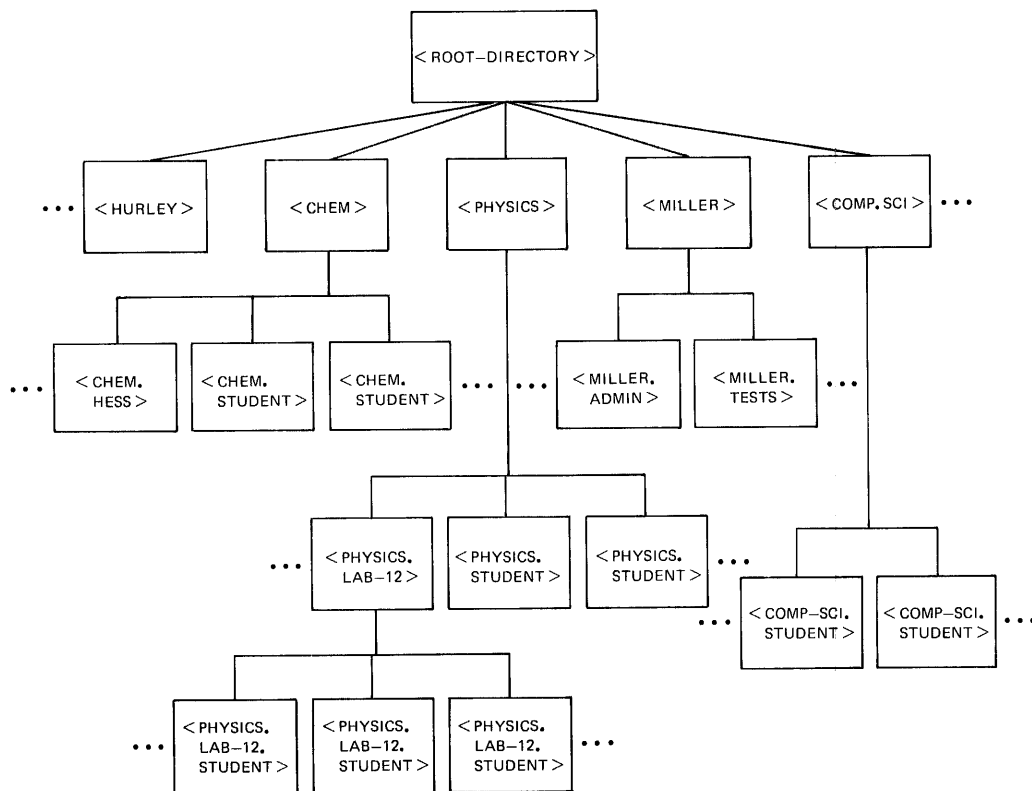 <ROOT–DIRECTORY>
••• <HURLEY>
<CHEM>
<PHYSICS>
<MILLER>
<COMP.SCI> •••
••• <CHEM.
HESS>
<CHEM.
STUDENT>
<CHEM.
STUDENT> •••
••• <MILLER.
ADMIN>
<MILLER.
TESTS> •••
••• <PHYSICS.
LAB–12>
<PHYSICS.
STUDENT>
<PHYSICS.
STUDENT> •••
••• <COMP–SCI.
STUDENT>
<COMP–SCI.
STUDENT> •••
••• <PHYSICS.
LAB–12.
STUDENT>
<PHYSICS.
LAB–12.
STUDENT>
<PHYSICS.
LAB–12.
STUDENT> •••